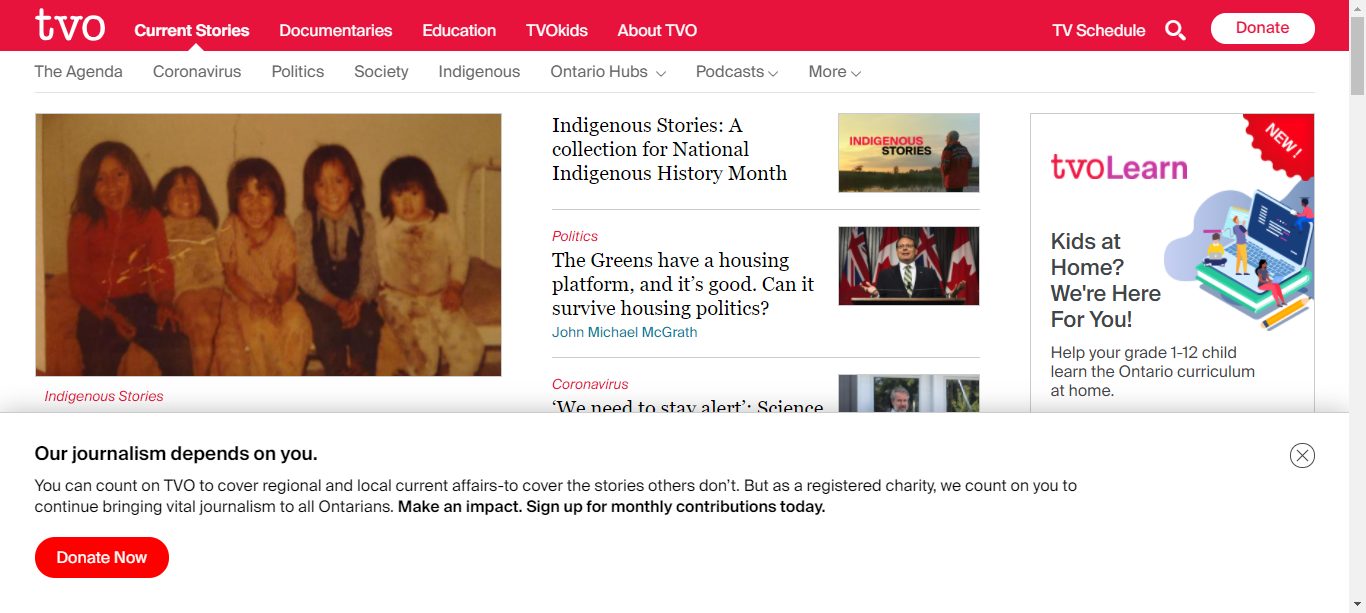 tvo
Current Stories
Documentaries
Education
TVOkids
About TVO
TV Schedule
Donate
The Agenda
Coronavirus
Politics
Society
Indigenous
Ontario Hubs
Podcasts
More
Indigenous Stories
Indigenous Stories: A
collection for National
Indigenous History Month
INDIGENOUS
STORIES
Politics
The Greens have a housing
platform, and it’s good. Can it
survive housing politics?
John Michael McGrath
Coronavirus
‘We need to stay alert’: Science
NEW!
tvoLearn
Kids at
Home?
We're Here
For You!
Help your grade 1-12 child
learn the Ontario curriculum
at home.
Our journalism depends on you.
You can count on TVO to cover regional and local current affairs-to cover the stories others don’t. But as a registered charity, we count on you to
continue bringing vital journalism to all Ontarians. Make an impact. Sign up for monthly contributions today.
Donate Now